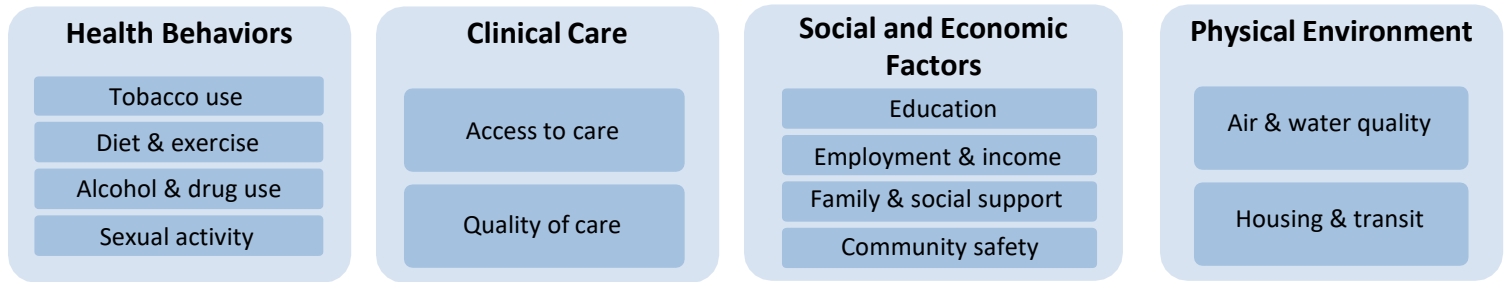 Health Behaviors
Tobacco use
Diet & exercise
Alcohol & drug use
Sexual activity
Clinical Care
Access to care
Quality of care
Social and Economic
Factors
Education
Employment & income
Family & social support
Community safety
Physical Environment
Air & water quality
Housing & transit